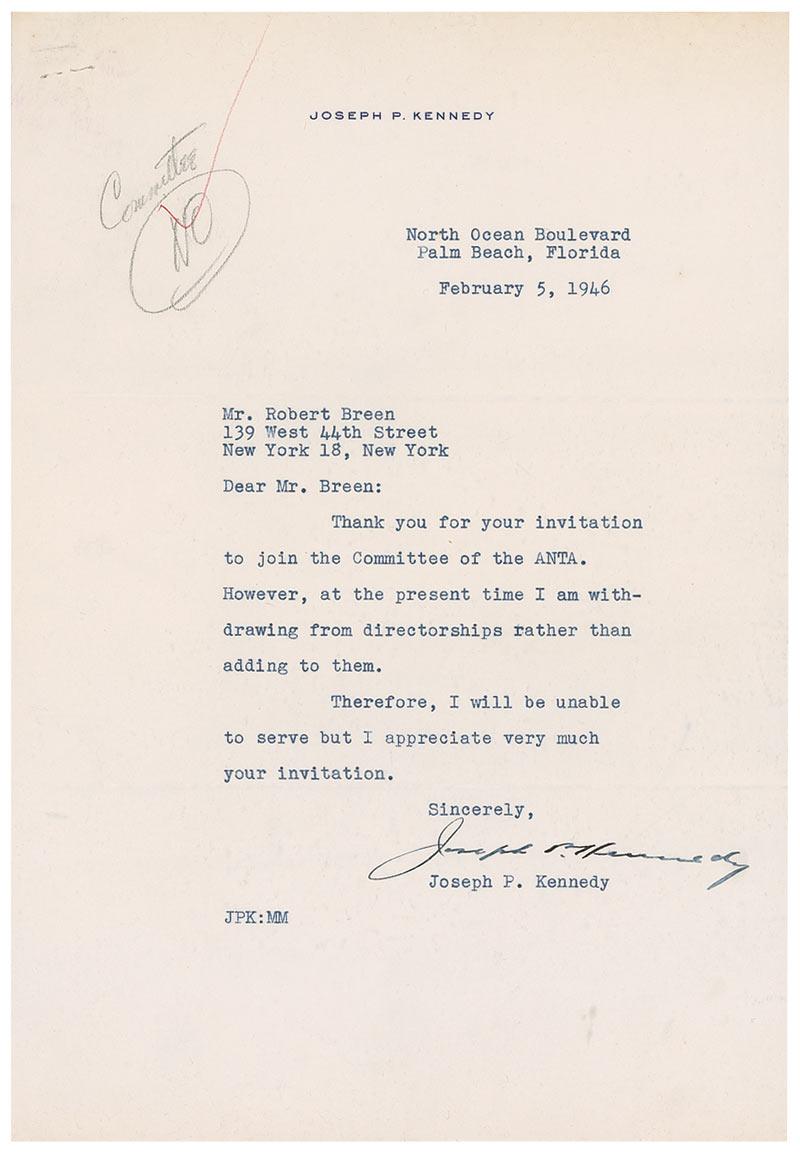 JOSEPH P. KENNEDY
Committee
NO
North Ocean Boulevard
Palm Beach, Florida
February 5, 1946
Mr. Robert Breen
139 West 44th Street
New York 18, New York
Dear Mr. Breen:
Thank you for your invitation
to join the Committee of the ANTA.
However, at the present time I am with-
drawing from directorships rather than
adding to them.
Therefore, I will be unable
to serve but I appreciate very much
your invitation.
Sincerely,
Joseph P. Kennedy
Joseph P. Kennedy
JPK:MM